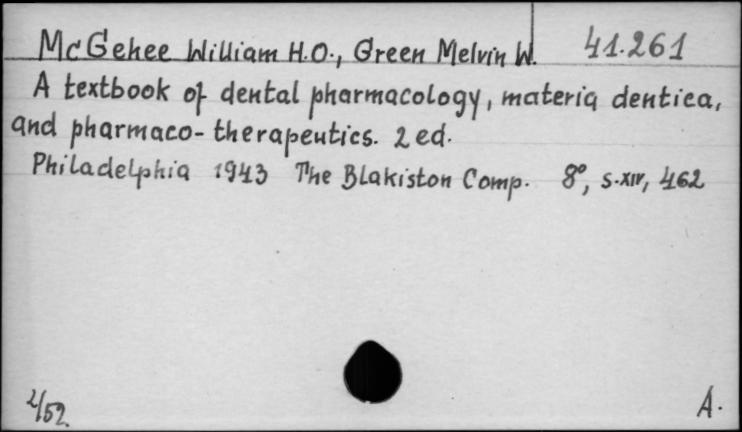 McGehee William H.O., Green Melvin W. 41.261
A textbook of dental pharmacology, materia dentica,
and pharmaco-therapeutics. 2 ed.
Philadelphia 1943 The Blakiston Comp. 8°, s.XIV, 462
2/52. A.